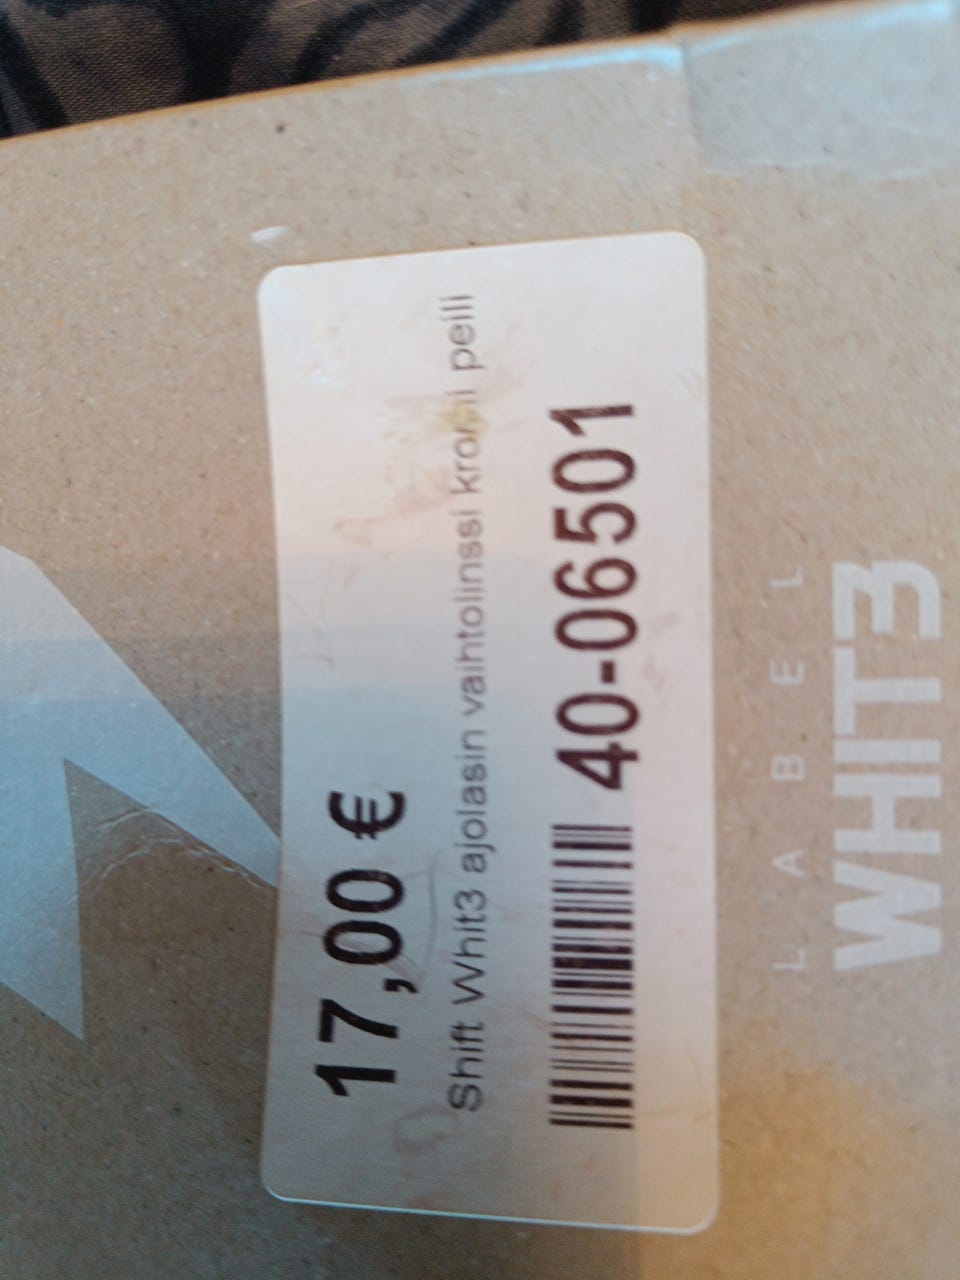 17,00 €
Shift Whit3 ajolasin vaihtolinssi kromi peili
40-06501
LABEL
WHIT3